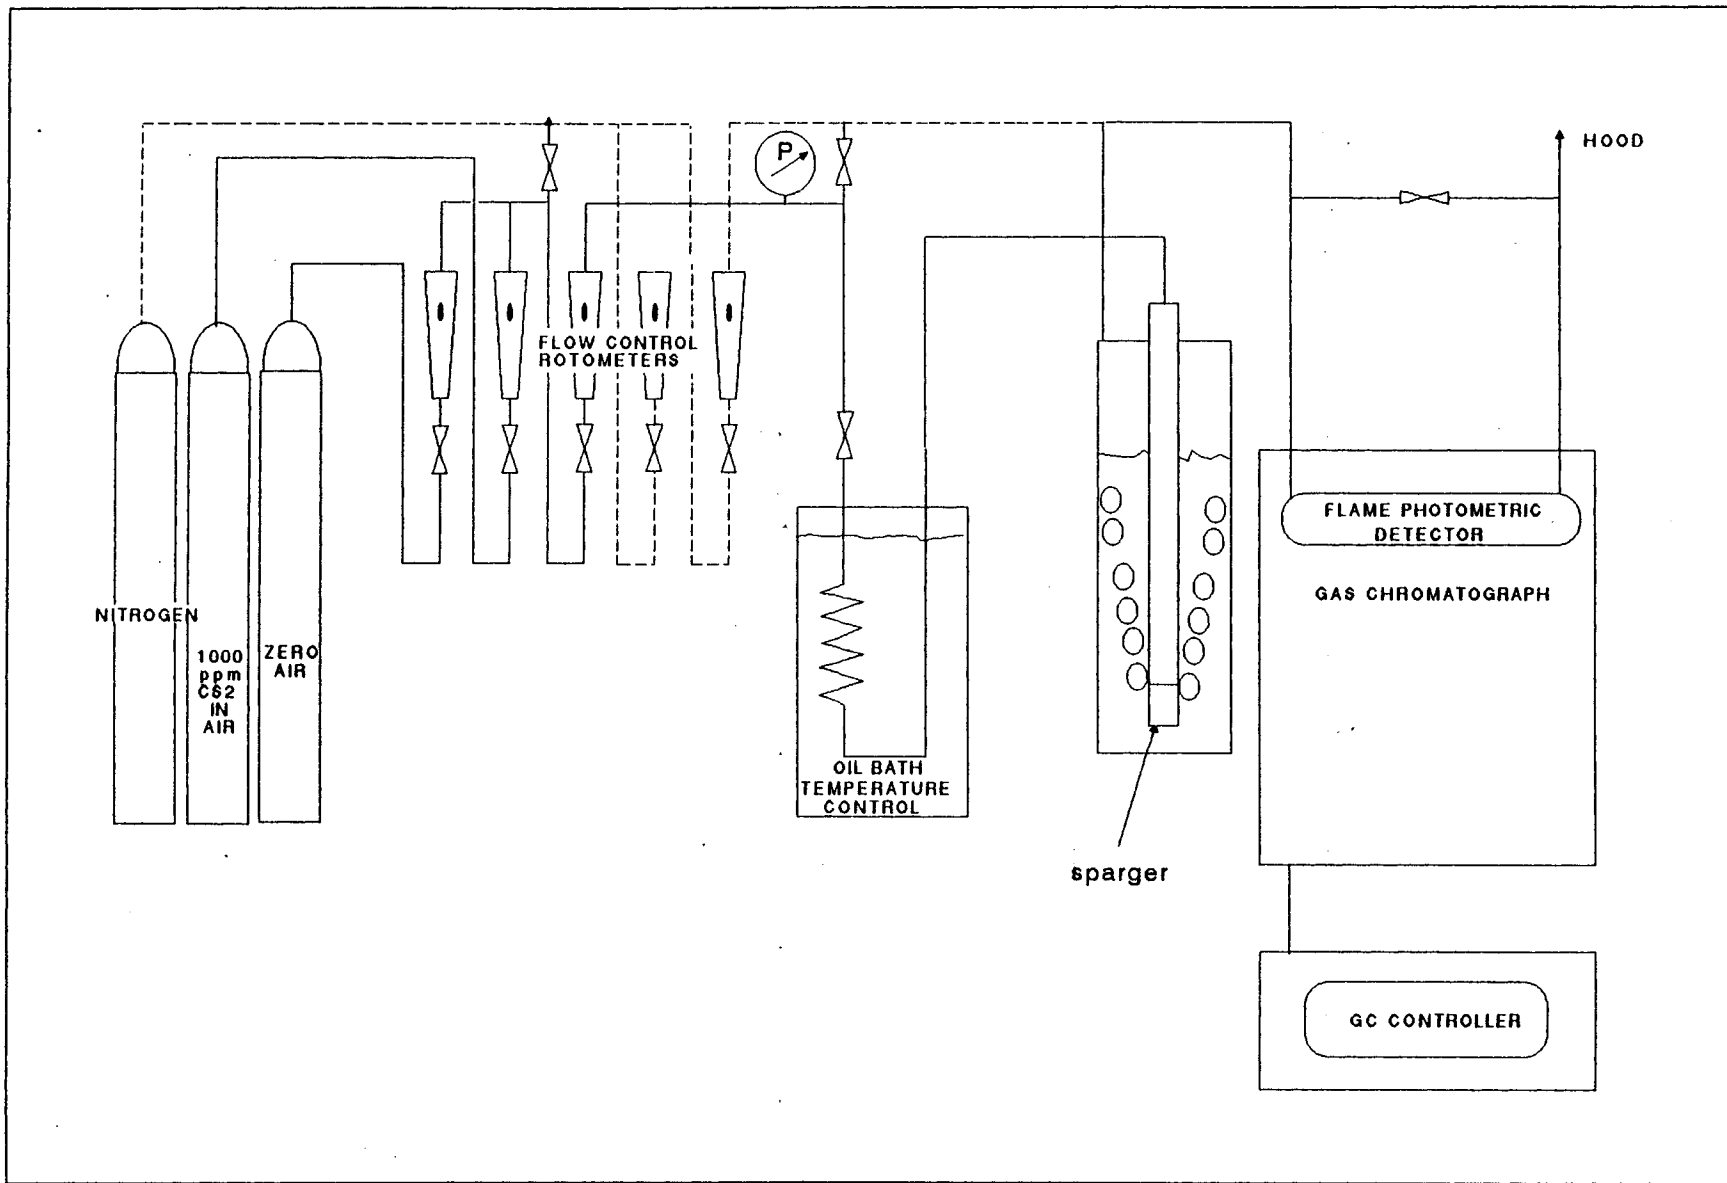 P
HOOD
FLOW CONTROL
ROTOMETERS
FLAME PHOTOMETRIC
DETECTOR
GAS CHROMATOGRAPH
NITROGEN
1000
ppm
CS2
IN
AIR
ZERO
AIR
OIL BATH
TEMPERATURE
CONTROL
sparger
GC CONTROLLER